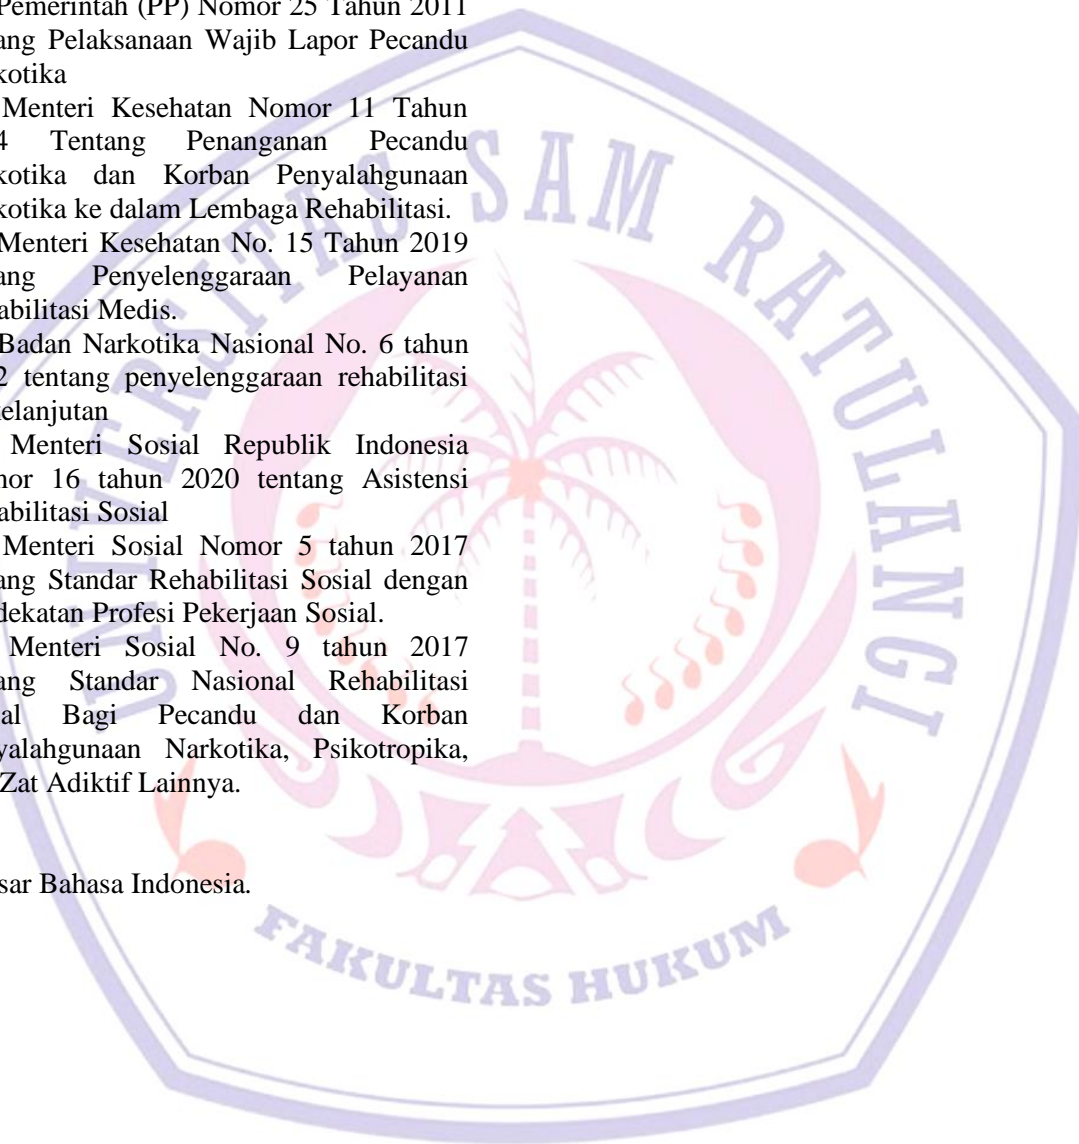 Pemerintah (PP) Nomor 25 Tahun 2011
ang Pelaksanaan Wajib Lapor Pecandu
kotika
Menteri Kesehatan Nomor 11 Tahun
4 Tentang Penanganan Pecandu
kotika dan Korban Penyalahgunaan
kotika ke dalam Lembaga Rehabilitasi.
Menteri Kesehatan No. 15 Tahun 2019
ang Penyelenggaraan Pelayanan
abilitasi Medis.
Badan Narkotika Nasional No. 6 tahun
2 tentang penyelenggaraan rehabilitasi
kelanjutan
Menteri Sosial Republik Indonesia
nor 16 tahun 2020 tentang Asistensi
abilitasi Sosial
Menteri Sosial Nomor 5 tahun 2017
ang Standar Rehabilitasi Sosial dengan
dekatan Profesi Pekerjaan Sosial.
Menteri Sosial No. 9 tahun 2017
ang Standar Nasional Rehabilitasi
al Bagi Pecandu dan Korban
yalahgunaan Narkotika, Psikotropika,
Zat Adiktif Lainnya.
sar Bahasa Indonesia.
UNIVERSITAS SAM RATULANGI
FAKULTAS HUKUM